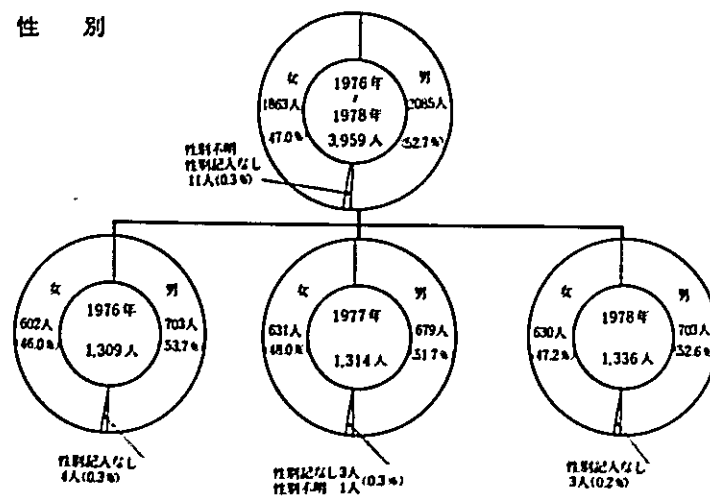 性 別
女
男
1976年
〜
1978年
3,959人
1863人
(47.0%)
2085人
(52.7%)
性別不明
性別記入なし
11人(0.3%)
女
男
1976年
1,309人
602人
(46.0%)
703人
(53.7%)
性別記入なし
4人(0.3%)
女
男
1977年
1,314人
631人
(48.0%)
679人
(51.7%)
性別記なし3人
性別不明 1人
(0.3%)
女
男
1978年
1,336人
630人
(47.2%)
703人
(52.6%)
性別記入なし
3人(0.2%)